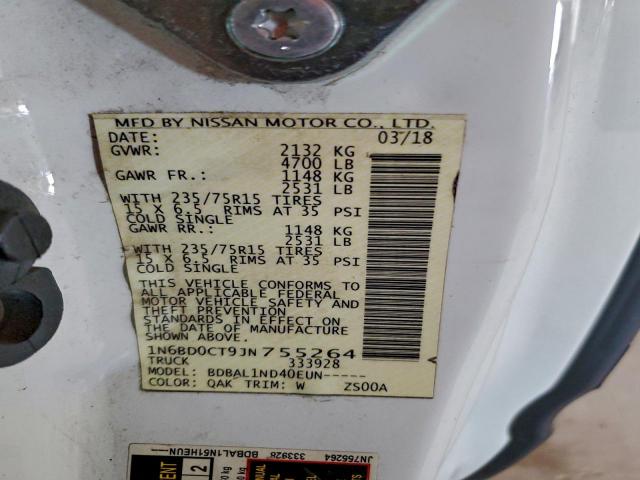 MFD BY NISSAN MOTOR CO., LTD.
DATE: 03/18
GVWR: 2132 KG
4700 LB
GAWR FR.: 1148 KG
2531 LB
WITH 235/75R15 TIRES
15 X 6.5 RIMS AT 35 PSI
COLD SINGLE
GAWR RR.: 1148 KG
2531 LB
WITH 235/75R15 TIRES
15 X 6.5 RIMS AT 35 PSI
COLD SINGLE
THIS VEHICLE CONFORMS TO
ALL APPLICABLE FEDERAL
MOTOR VEHICLE SAFETY AND
THEFT PREVENTION
STANDARDS IN EFFECT ON
THE DATE OF MANUFACTURE
SHOWN ABOVE.
1N6BD0CT9JN755264
TRUCK 333928
MODEL: BDBAL1ND40EUN-----
COLOR: QAK TRIM: W ZS00A
JN755264 333928 BDBAL1N51HEUN
2